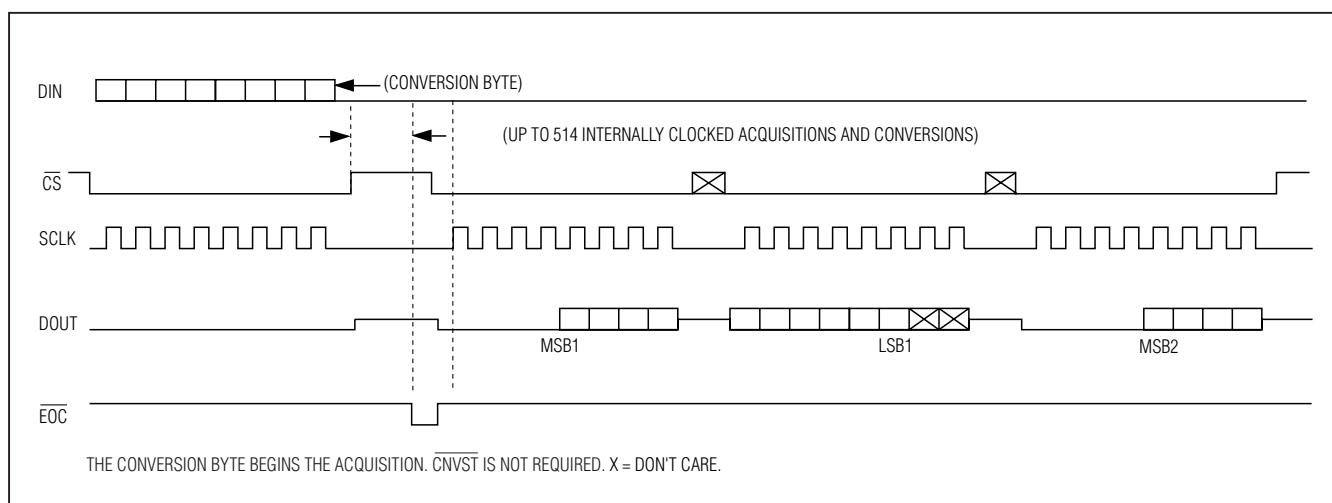 DIN
(CONVERSION BYTE)
(UP TO 514 INTERNALLY CLOCKED ACQUISITIONS AND CONVERSIONS)
CS
SCLK
DOUT
MSB1
LSB1
MSB2
EOC
THE CONVERSION BYTE BEGINS THE ACQUISITION. CNVST IS NOT REQUIRED. X = DON'T CARE.